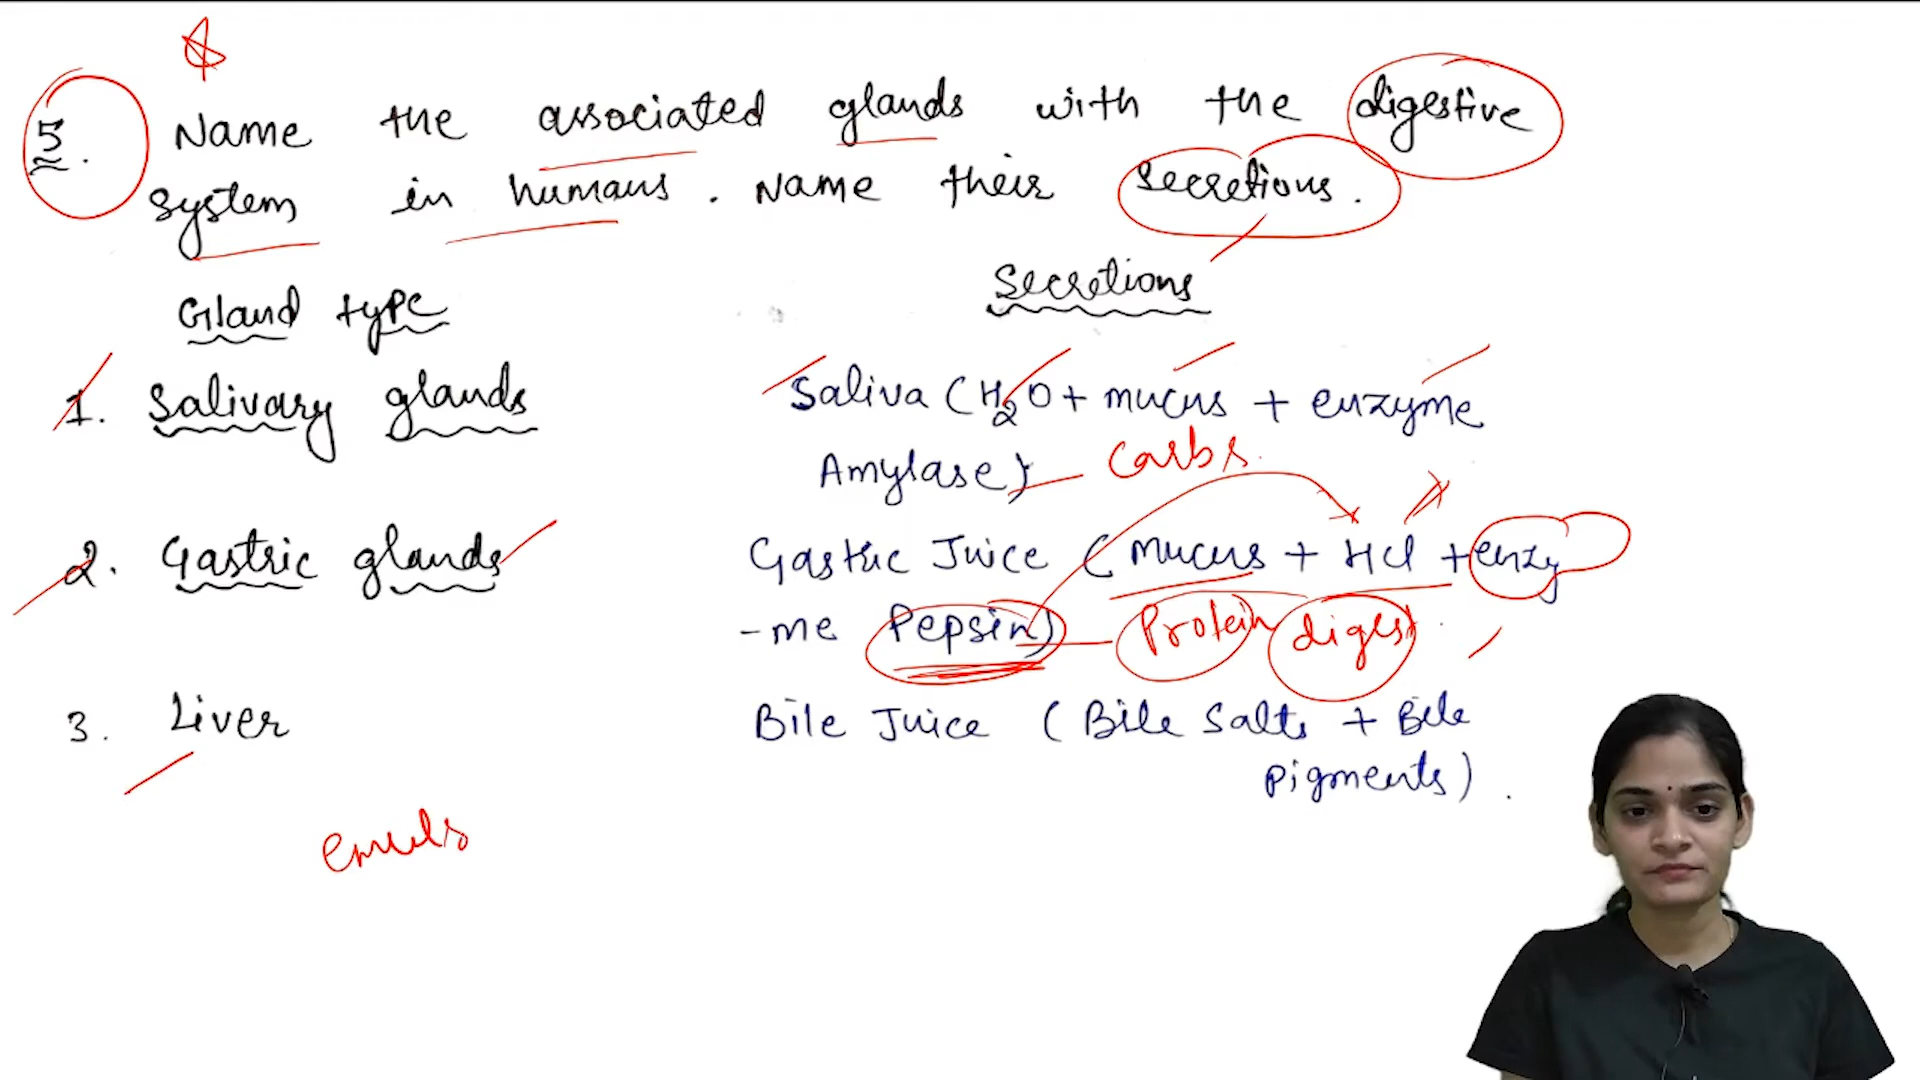 5. Name the associated glands with the digestive
system in humans. Name their secretions.
Gland type Secretions
1. Salivary glands Saliva (H2O + mucus + enzyme
Amylase) Carbs.
2. Gastric glands Gastric Juice (mucus + HCl + enzy
-me Pepsin) Protein digest
3. Liver Bile Juice (Bile Salts + Bile
pigments).
emuls